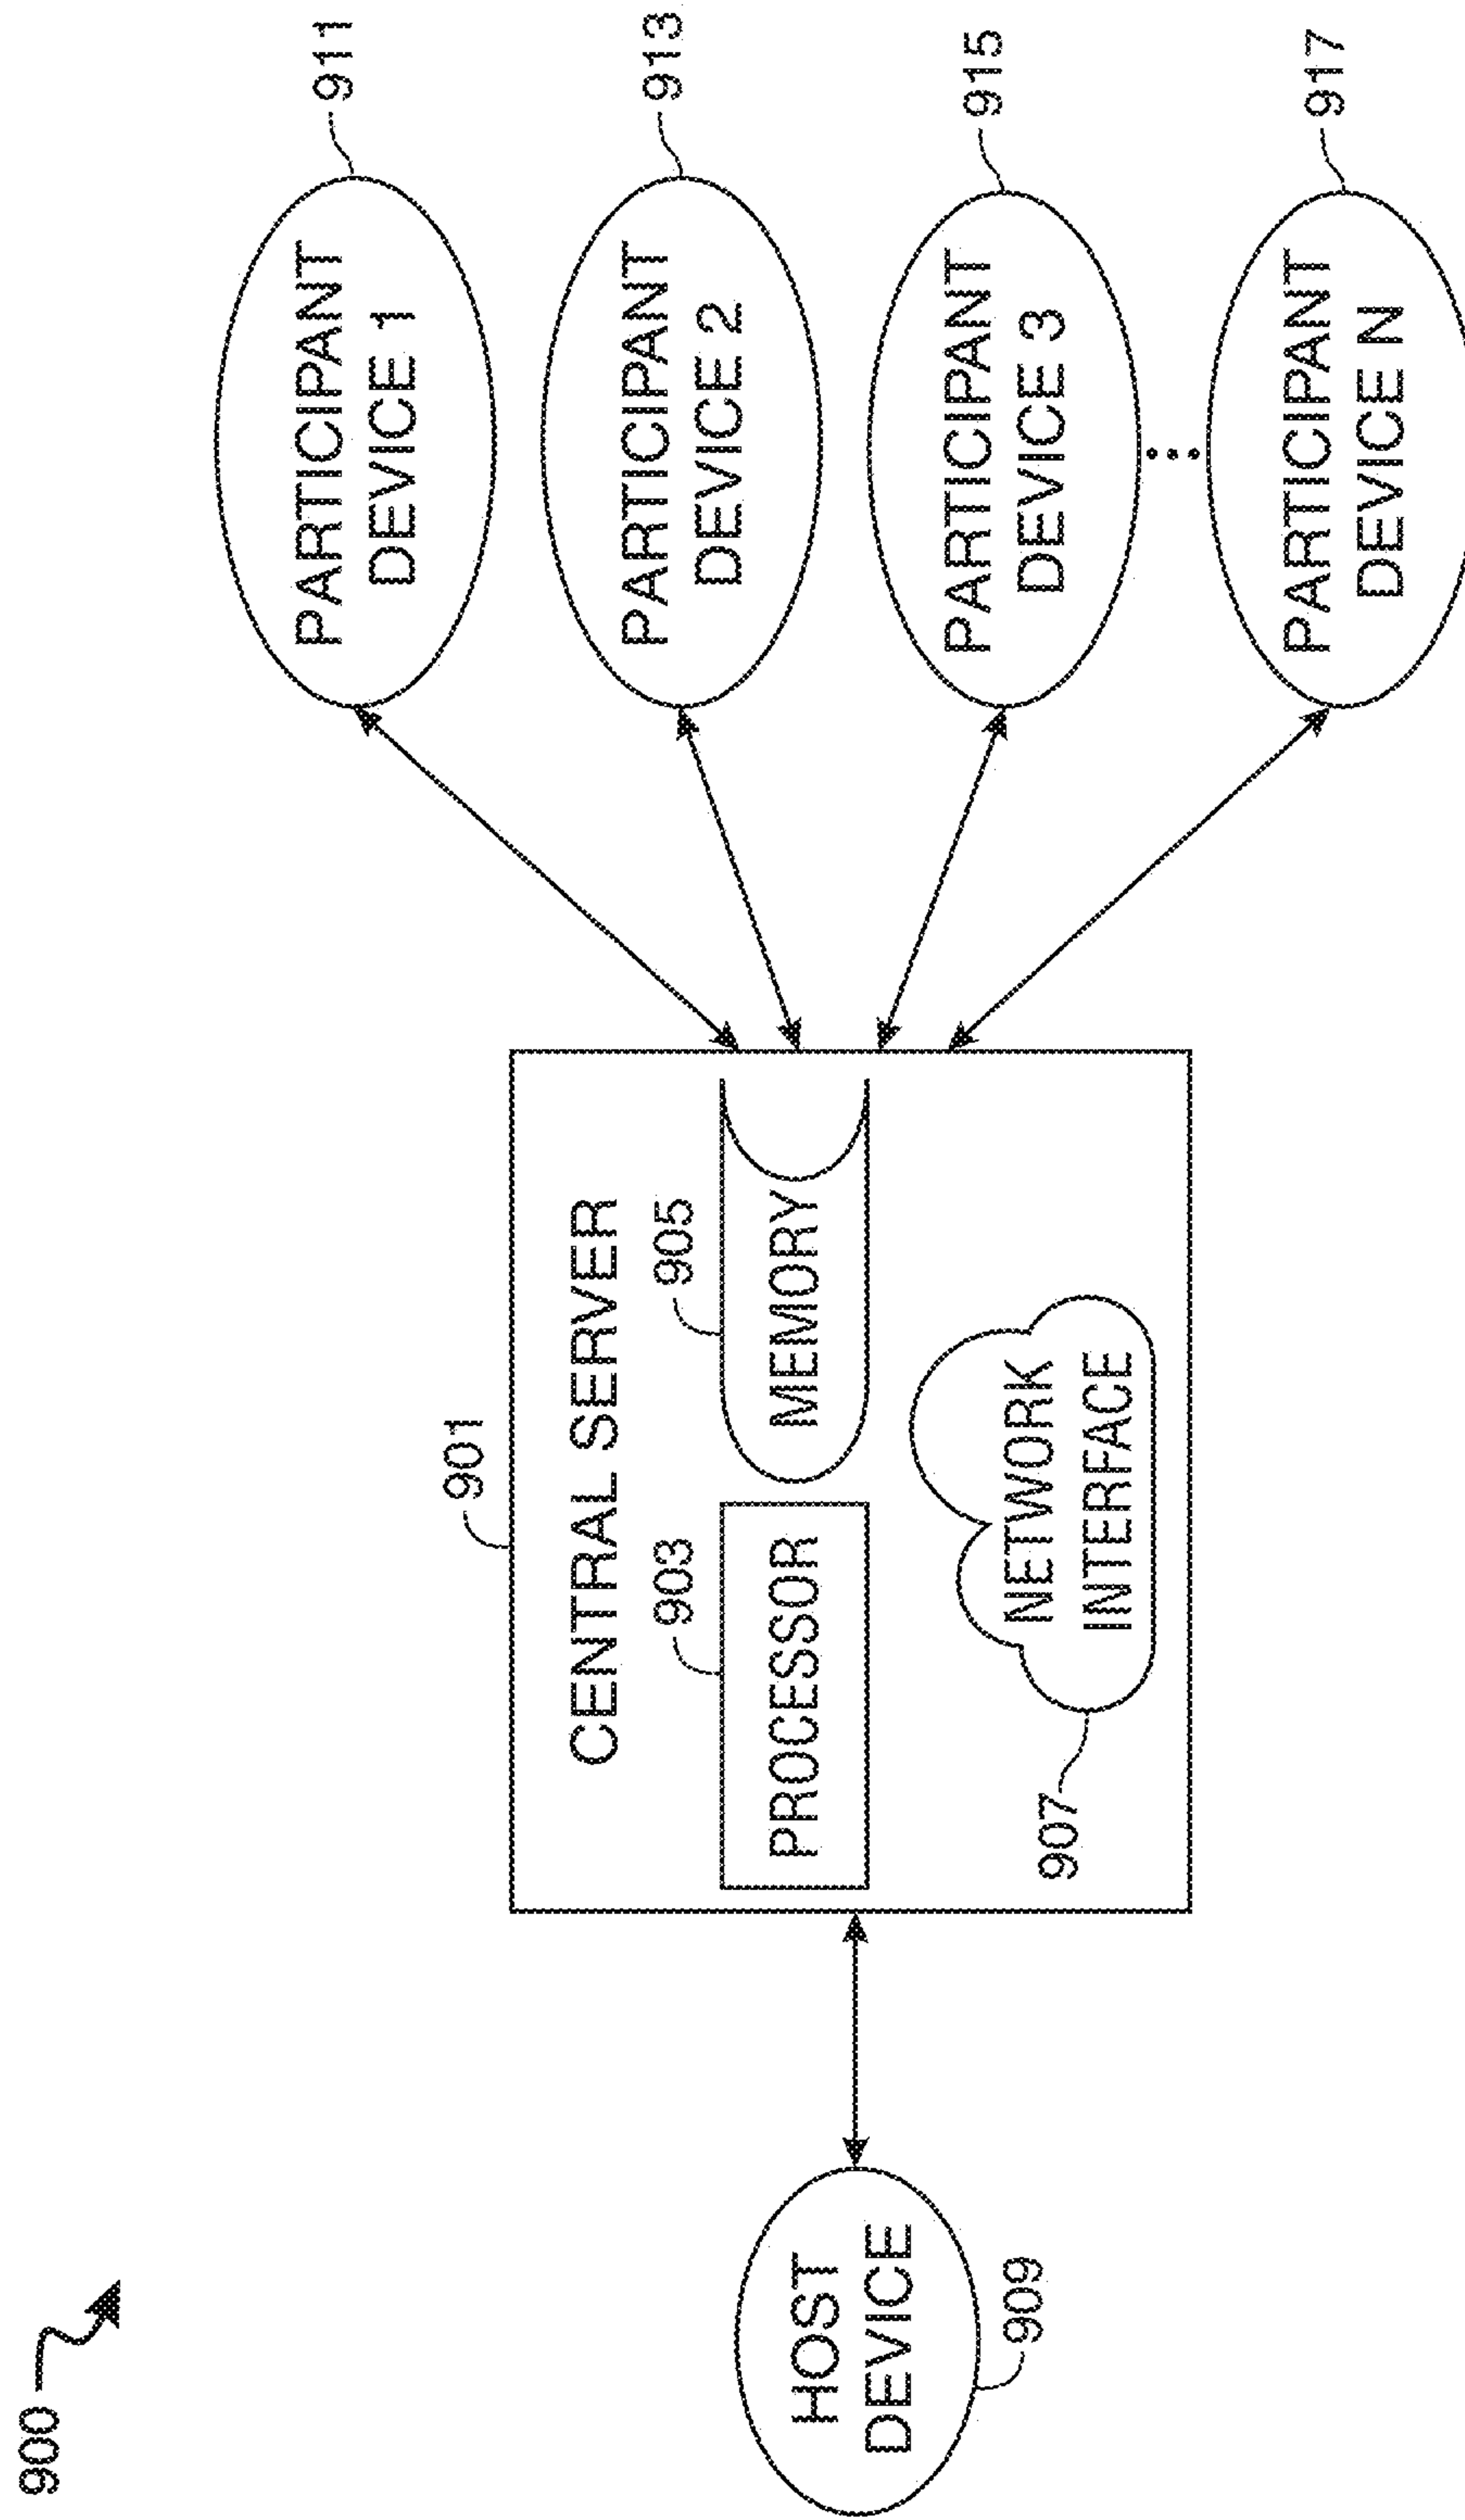 900
HOST
DEVICE
909
901
CENTRAL SERVER
903
PROCESSOR
905
MEMORY
907
NETWORK
INTERFACE
PARTICIPANT
DEVICE 1
911
PARTICIPANT
DEVICE 2
913
PARTICIPANT
DEVICE 3
915
PARTICIPANT
DEVICE N
917